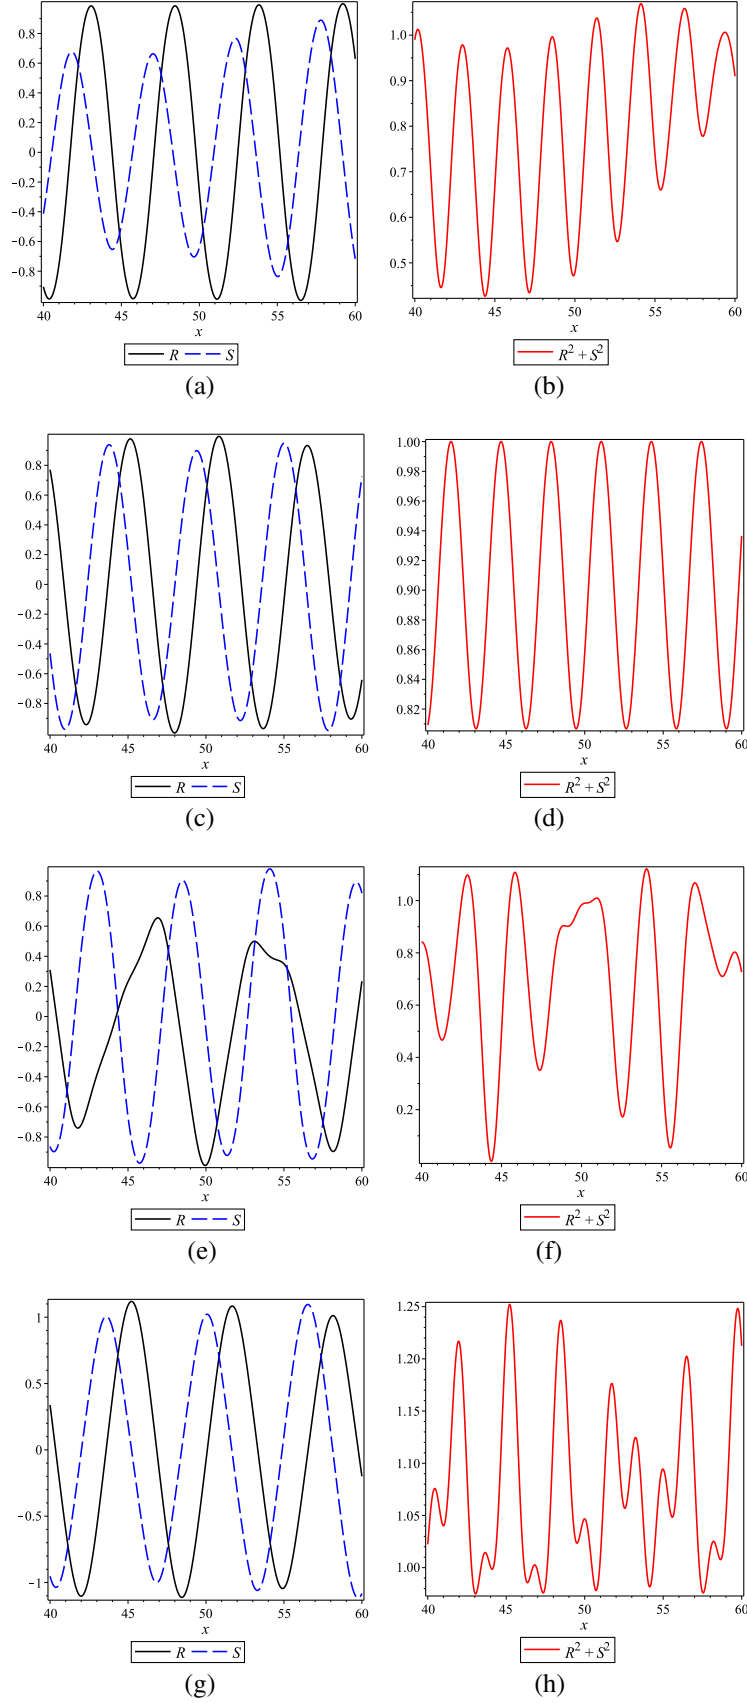 0.8
0.6
0.4
0.2
0
−0.2
−0.4
−0.6
−0.8
40 45 50 55 60
x
R S
(a)
1.0
0.9
0.8
0.7
0.6
0.5
40 45 50 55 60
x
R² + S²
(b)
0.8
0.6
0.4
0.2
0
−0.2
−0.4
−0.6
−0.8
40 45 50 55 60
x
R S
(c)
1.00
0.98
0.96
0.94
0.92
0.90
0.88
0.86
0.84
0.82
40 45 50 55 60
x
R² + S²
(d)
0.8
0.6
0.4
0.2
0
−0.2
−0.4
−0.6
−0.8
40 45 50 55 60
x
R S
(e)
1.0
0.8
0.6
0.4
0.2
40 45 50 55 60
x
R² + S²
(f)
1
0.5
0
−0.5
−1
40 45 50 55 60
x
R S
(g)
1.25
1.20
1.15
1.10
1.05
1.00
40 45 50 55 60
x
R² + S²
(h)